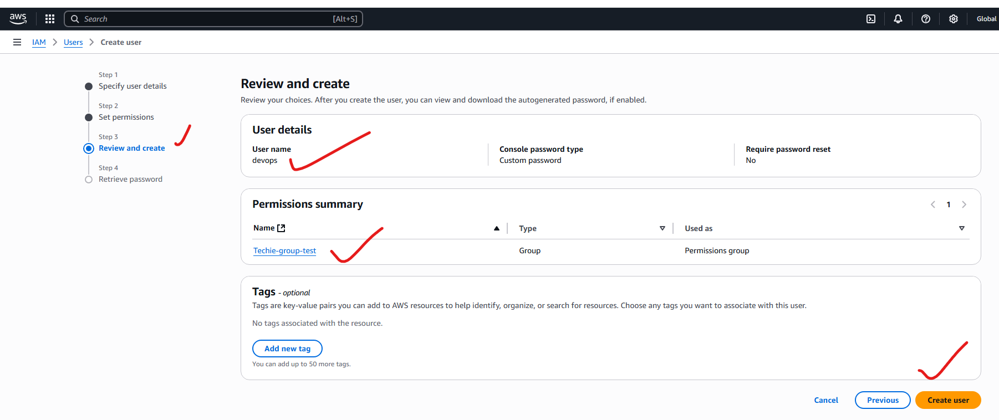 aws Search [Alt+S] Global
IAM Users Create user
Step 1
Specify user details
Step 2
Set permissions
Step 3
Review and create
Step 4
Retrieve password
Review and create
Review your choices. After you create the user, you can view and download the autogenerated password, if enabled.
User details
User name Console password type Require password reset
devops Custom password No
Permissions summary 1
Name Type Used as
Techie-group-test Group Permissions group
Tags - optional
Tags are key-value pairs you can add to AWS resources to help identify, organize, or search for resources. Choose any tags you want to associate with this user.
No tags associated with the resource.
Add new tag
You can add up to 50 more tags.
Cancel Previous Create user